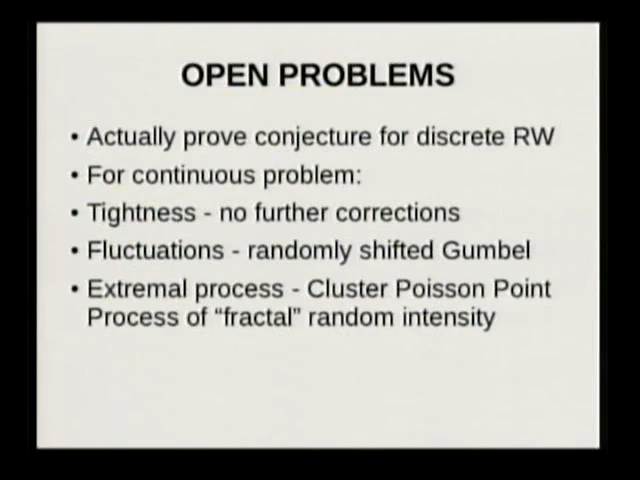 OPEN PROBLEMS
• Actually prove conjecture for discrete RW
• For continuous problem:
• Tightness - no further corrections
• Fluctuations - randomly shifted Gumbel
• Extremal process - Cluster Poisson Point
Process of “fractal” random intensity